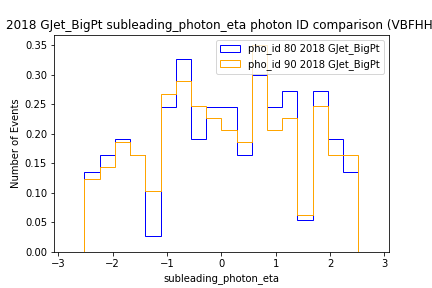 2018 GJet_BigPt subleading_photon_eta photon ID comparison (VBFHH
pho_id 80 2018 GJet_BigPt
pho_id 90 2018 GJet_BigPt
Number of Events
0.35
0.30
0.25
0.20
0.15
0.10
0.05
0.00
−3 −2 −1 0 1 2 3
subleading_photon_eta